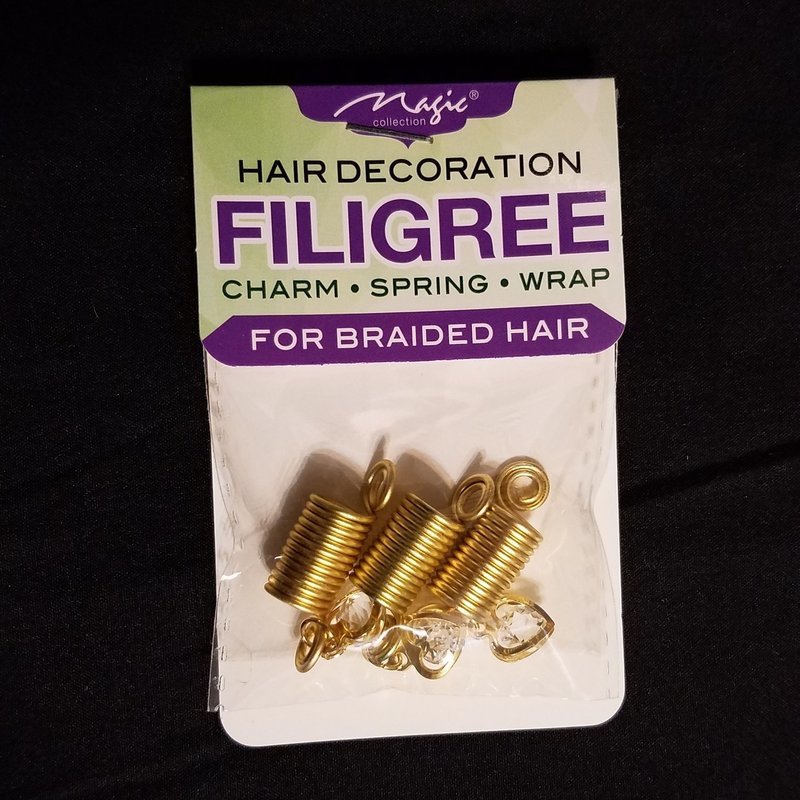 Magic®
collection
HAIR DECORATION
FILIGREE
CHARM • SPRING • WRAP
FOR BRAIDED HAIR